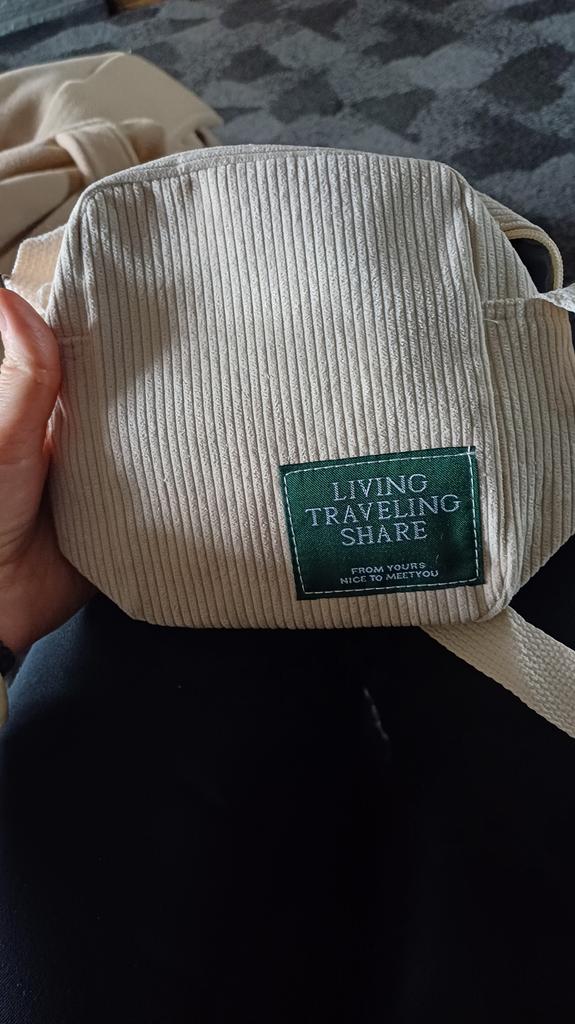 LIVING
TRAVELING
SHARE
FROM YOURS
NICE TO MEETYOU